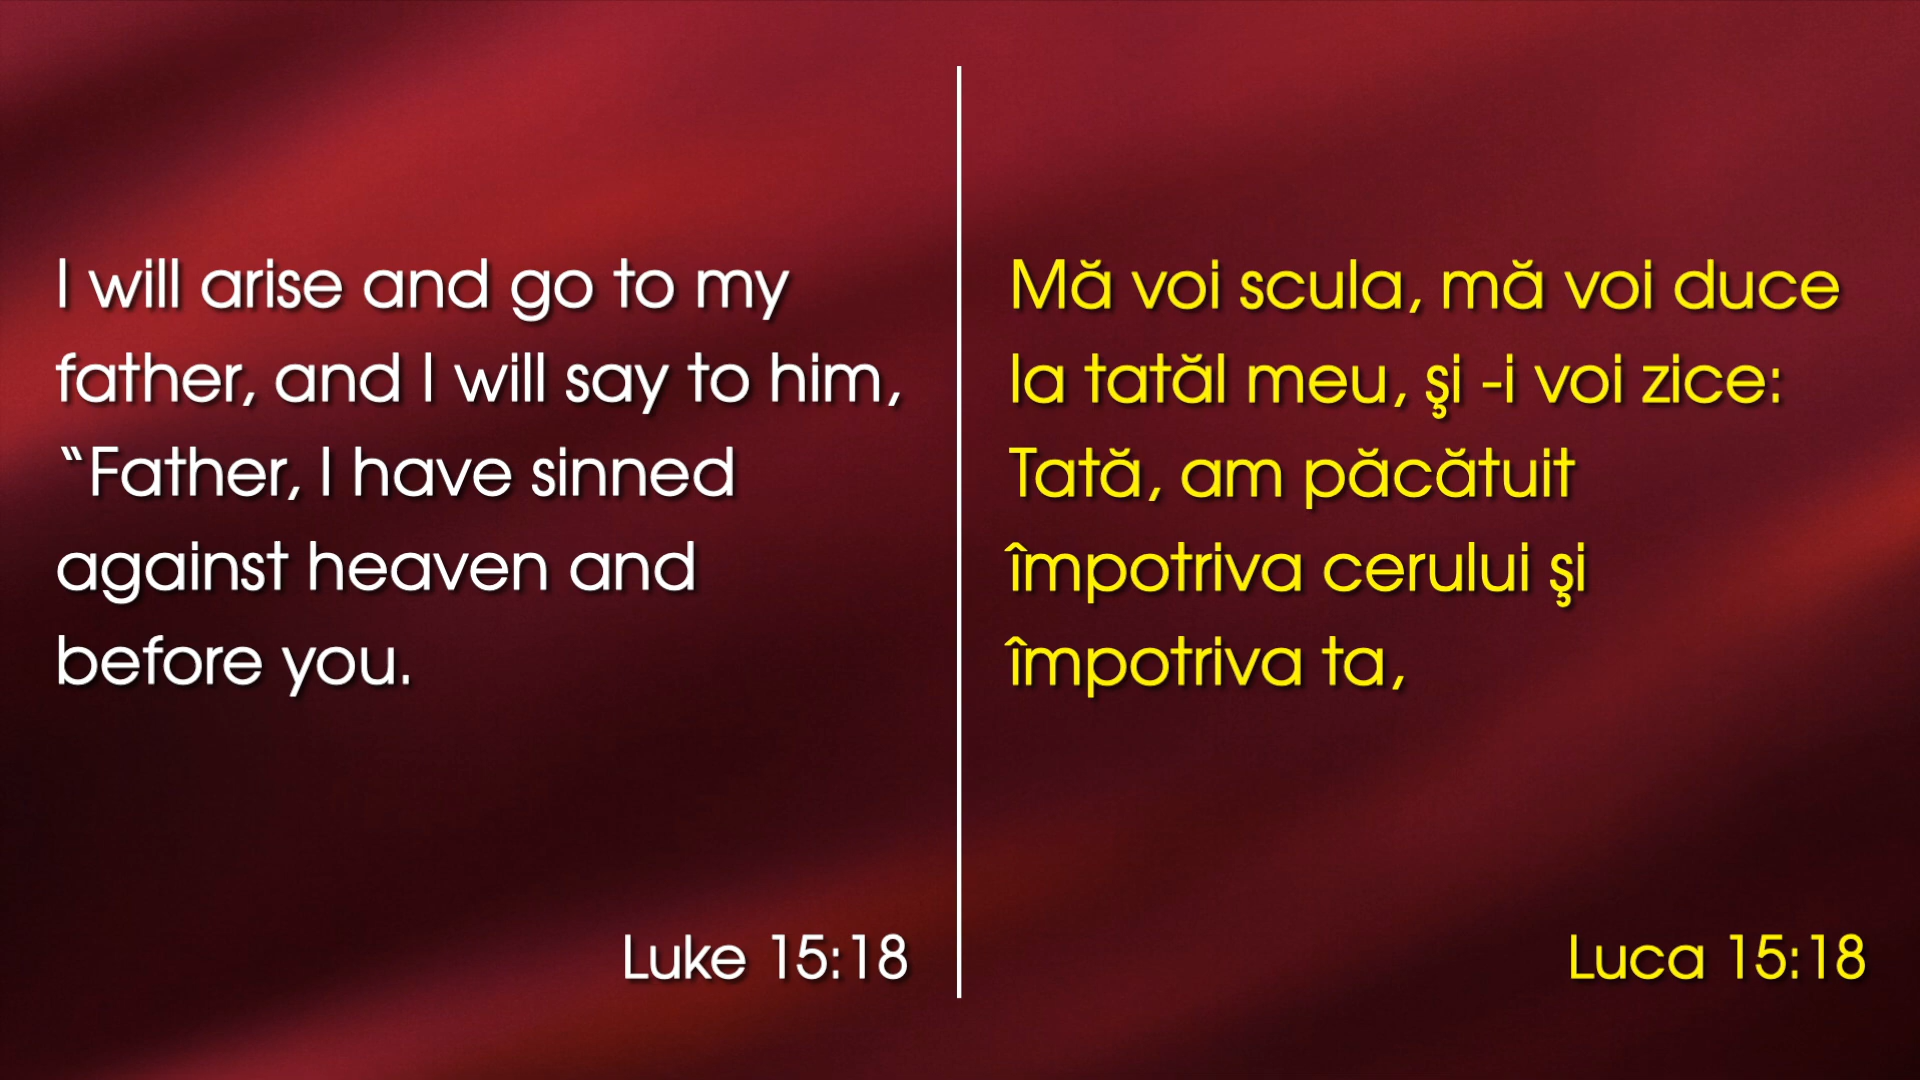 I will arise and go to my
father, and I will say to him,
“Father, I have sinned
against heaven and
before you.
Luke 15:18
Mă voi scula, mă voi duce
la tatăl meu, şi -i voi zice:
Tată, am păcătuit
împotriva cerului şi
împotriva ta,
Luca 15:18